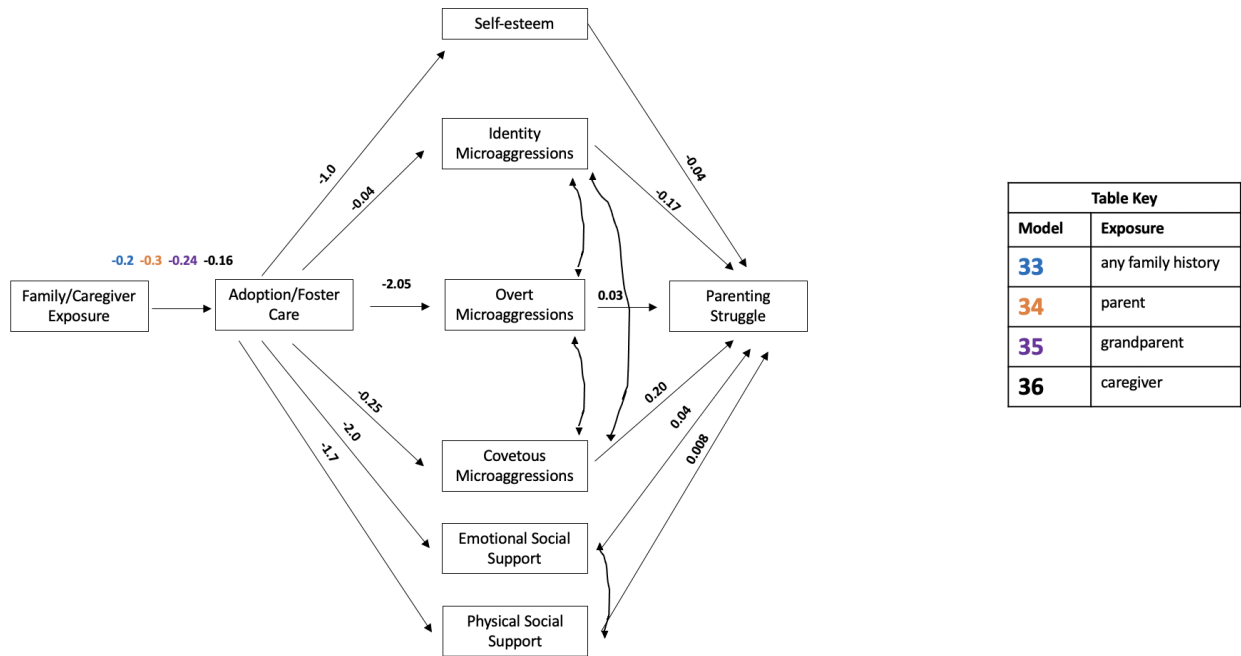 Self-esteem
Identity
Microaggressions
-1.0
-0.04
-0.04
-0.17
-0.2 -0.3 -0.24 -0.16
Family/Caregiver
Exposure
Adoption/Foster
Care
-2.05
Overt
Microaggressions
0.03
Parenting
Struggle
-0.25
-2.0
-1.7
0.20
0.04
0.008
Covetous
Microaggressions
Emotional Social
Support
Physical Social
Support
Table Key
Model Exposure
33 any family history
34 parent
35 grandparent
36 caregiver